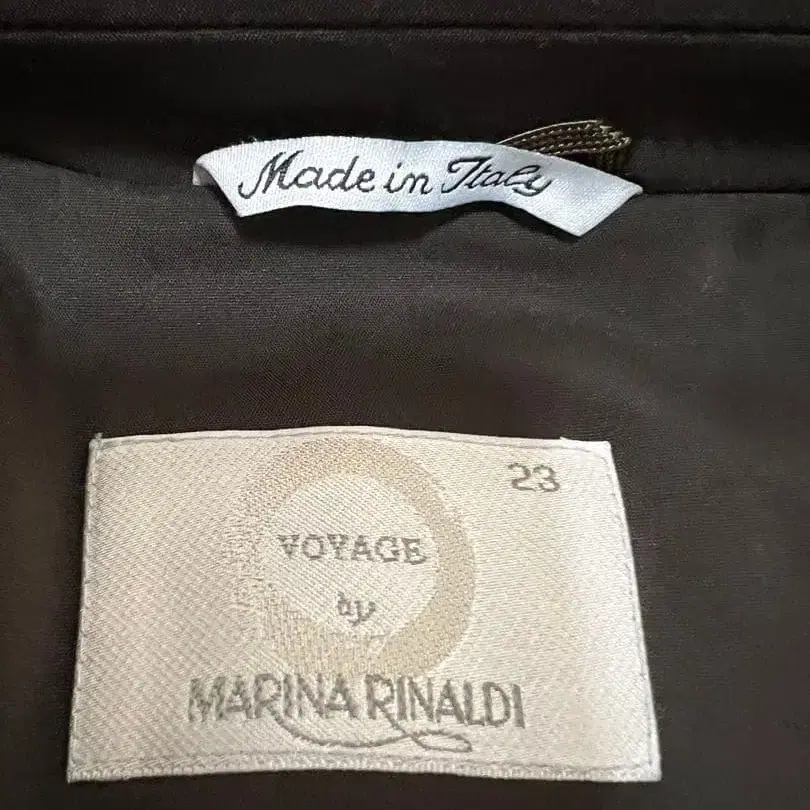 Made in Italy
23
VOYAGE
by
MARINA RINALDI